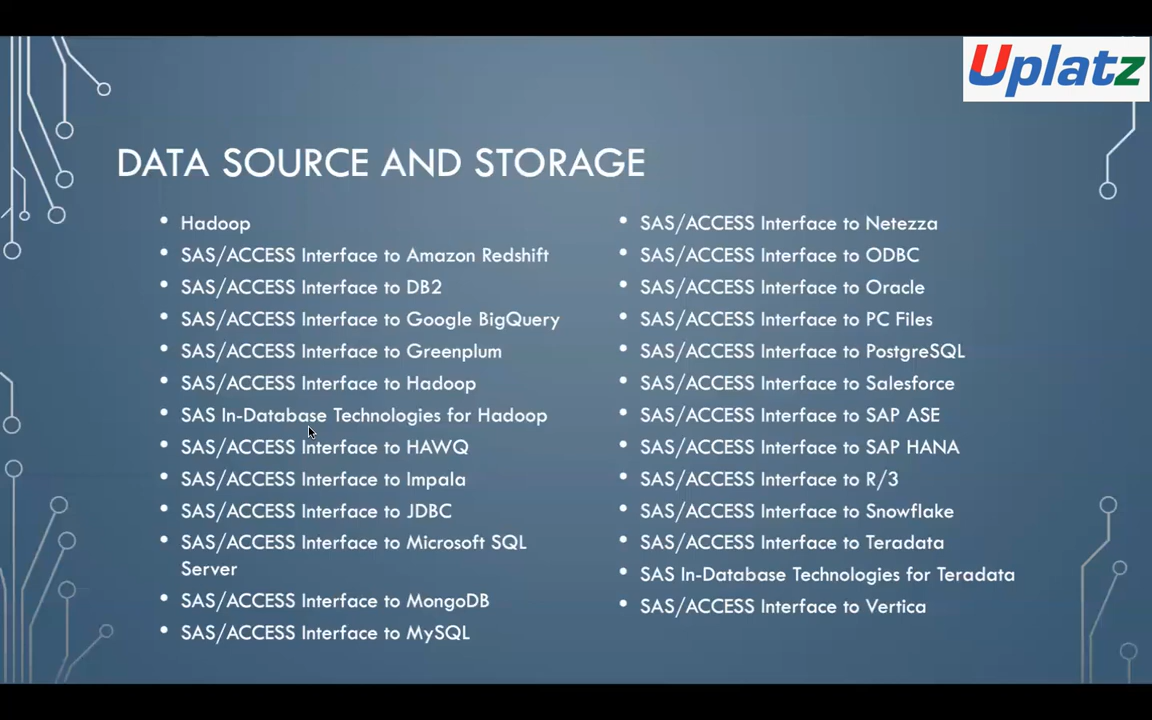 Uplatz
DATA SOURCE AND STORAGE
• Hadoop
• SAS/ACCESS Interface to Amazon Redshift
• SAS/ACCESS Interface to DB2
• SAS/ACCESS Interface to Google BigQuery
• SAS/ACCESS Interface to Greenplum
• SAS/ACCESS Interface to Hadoop
• SAS In-Database Technologies for Hadoop
• SAS/ACCESS Interface to HAWQ
• SAS/ACCESS Interface to Impala
• SAS/ACCESS Interface to JDBC
• SAS/ACCESS Interface to Microsoft SQL
Server
• SAS/ACCESS Interface to MongoDB
• SAS/ACCESS Interface to MySQL
• SAS/ACCESS Interface to Netezza
• SAS/ACCESS Interface to ODBC
• SAS/ACCESS Interface to Oracle
• SAS/ACCESS Interface to PC Files
• SAS/ACCESS Interface to PostgreSQL
• SAS/ACCESS Interface to Salesforce
• SAS/ACCESS Interface to SAP ASE
• SAS/ACCESS Interface to SAP HANA
• SAS/ACCESS Interface to R/3
• SAS/ACCESS Interface to Snowflake
• SAS/ACCESS Interface to Teradata
• SAS In-Database Technologies for Teradata
• SAS/ACCESS Interface to Vertica